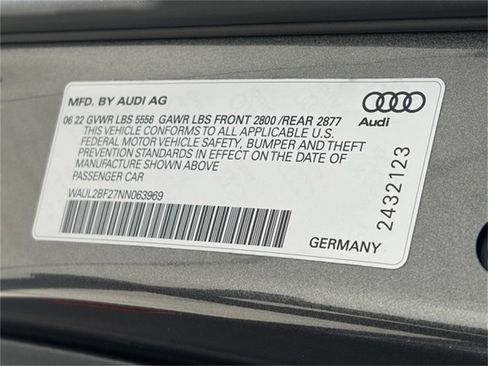 MFD. BY AUDI AG
06 22 GVWR LBS 5556 GAWR LBS FRONT 2800 /REAR 2877
THIS VEHICLE CONFORMS TO ALL APPLICABLE U.S.
FEDERAL MOTOR VEHICLE SAFETY, BUMPER AND THEFT
PREVENTION STANDARDS IN EFFECT ON THE DATE OF
MANUFACTURE SHOWN ABOVE
PASSENGER CAR
WAUL2BF27NN063969
Audi
2432123
GERMANY